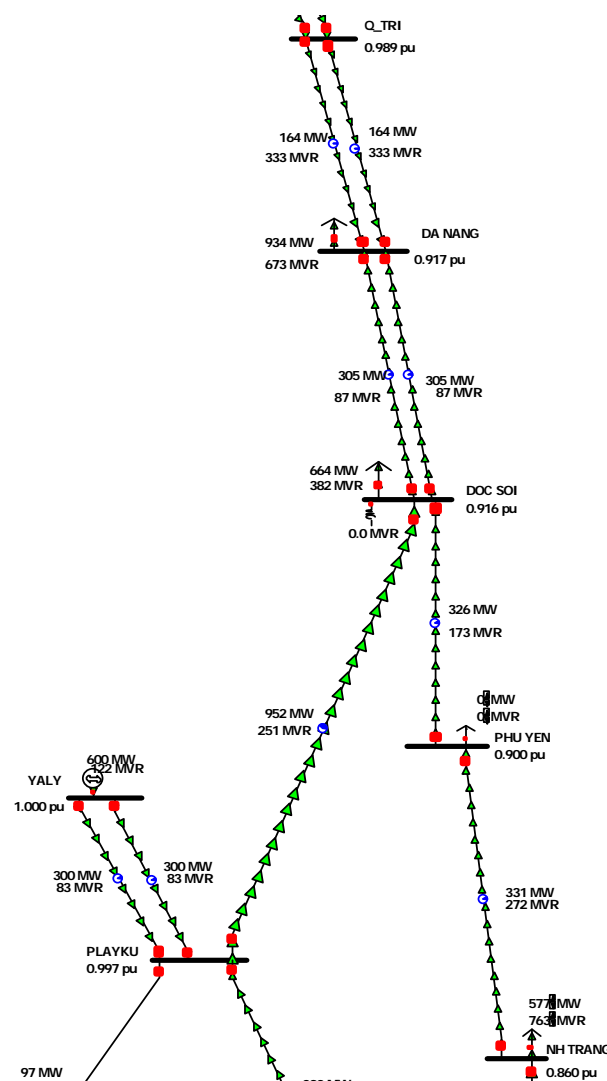 Q_TRI
0.989 pu
164 MW
333 MVR
164 MW
333 MVR
DA NANG
934 MW
673 MVR
0.917 pu
305 MW
87 MVR
305 MW
87 MVR
664 MW
382 MVR
DOC SOI
0.916 pu
0.0 MVR
326 MW
173 MVR
952 MW
251 MVR
MW
MVR
PHU YEN
0.900 pu
600 MW
122 MVR
YALY
1.000 pu
300 MW
83 MVR
300 MW
83 MVR
331 MW
272 MVR
PLAYKU
0.997 pu
577 MW
763 MVR
NH TRANG
0.860 pu
97 MW